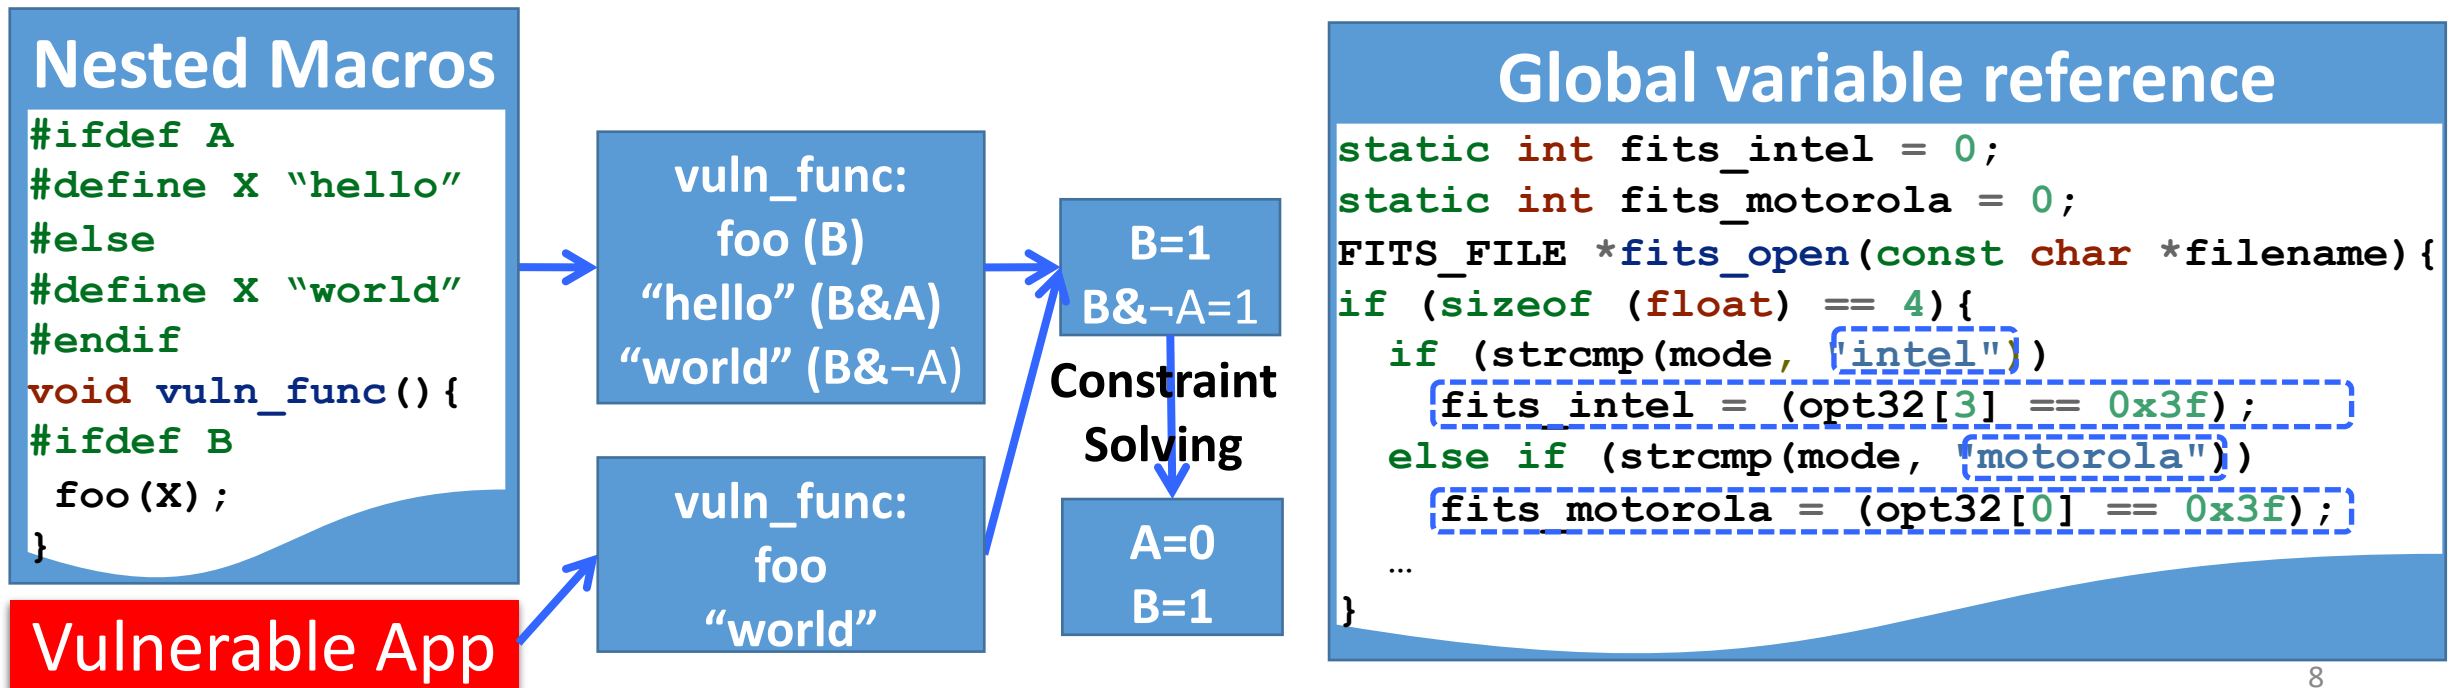 Nested Macros
#ifdef A
#define X “hello”
#else
#define X “world”
#endif
void vuln_func(){
#ifdef B
foo(X);
}
Vulnerable App
vuln_func:
foo (B)
“hello” (B&A)
“world” (B&¬A)
vuln_func:
foo
“world”
B=1
B&¬A=1
Constraint
Solving
A=0
B=1
Global variable reference
static int fits_intel = 0;
static int fits_motorola = 0;
FITS_FILE *fits_open(const char *filename){
if (sizeof (float) == 4){
if (strcmp(mode, "intel"))
fits_intel = (opt32[3] == 0x3f);
else if (strcmp(mode, "motorola"))
fits_motorola = (opt32[0] == 0x3f);
…
}
8